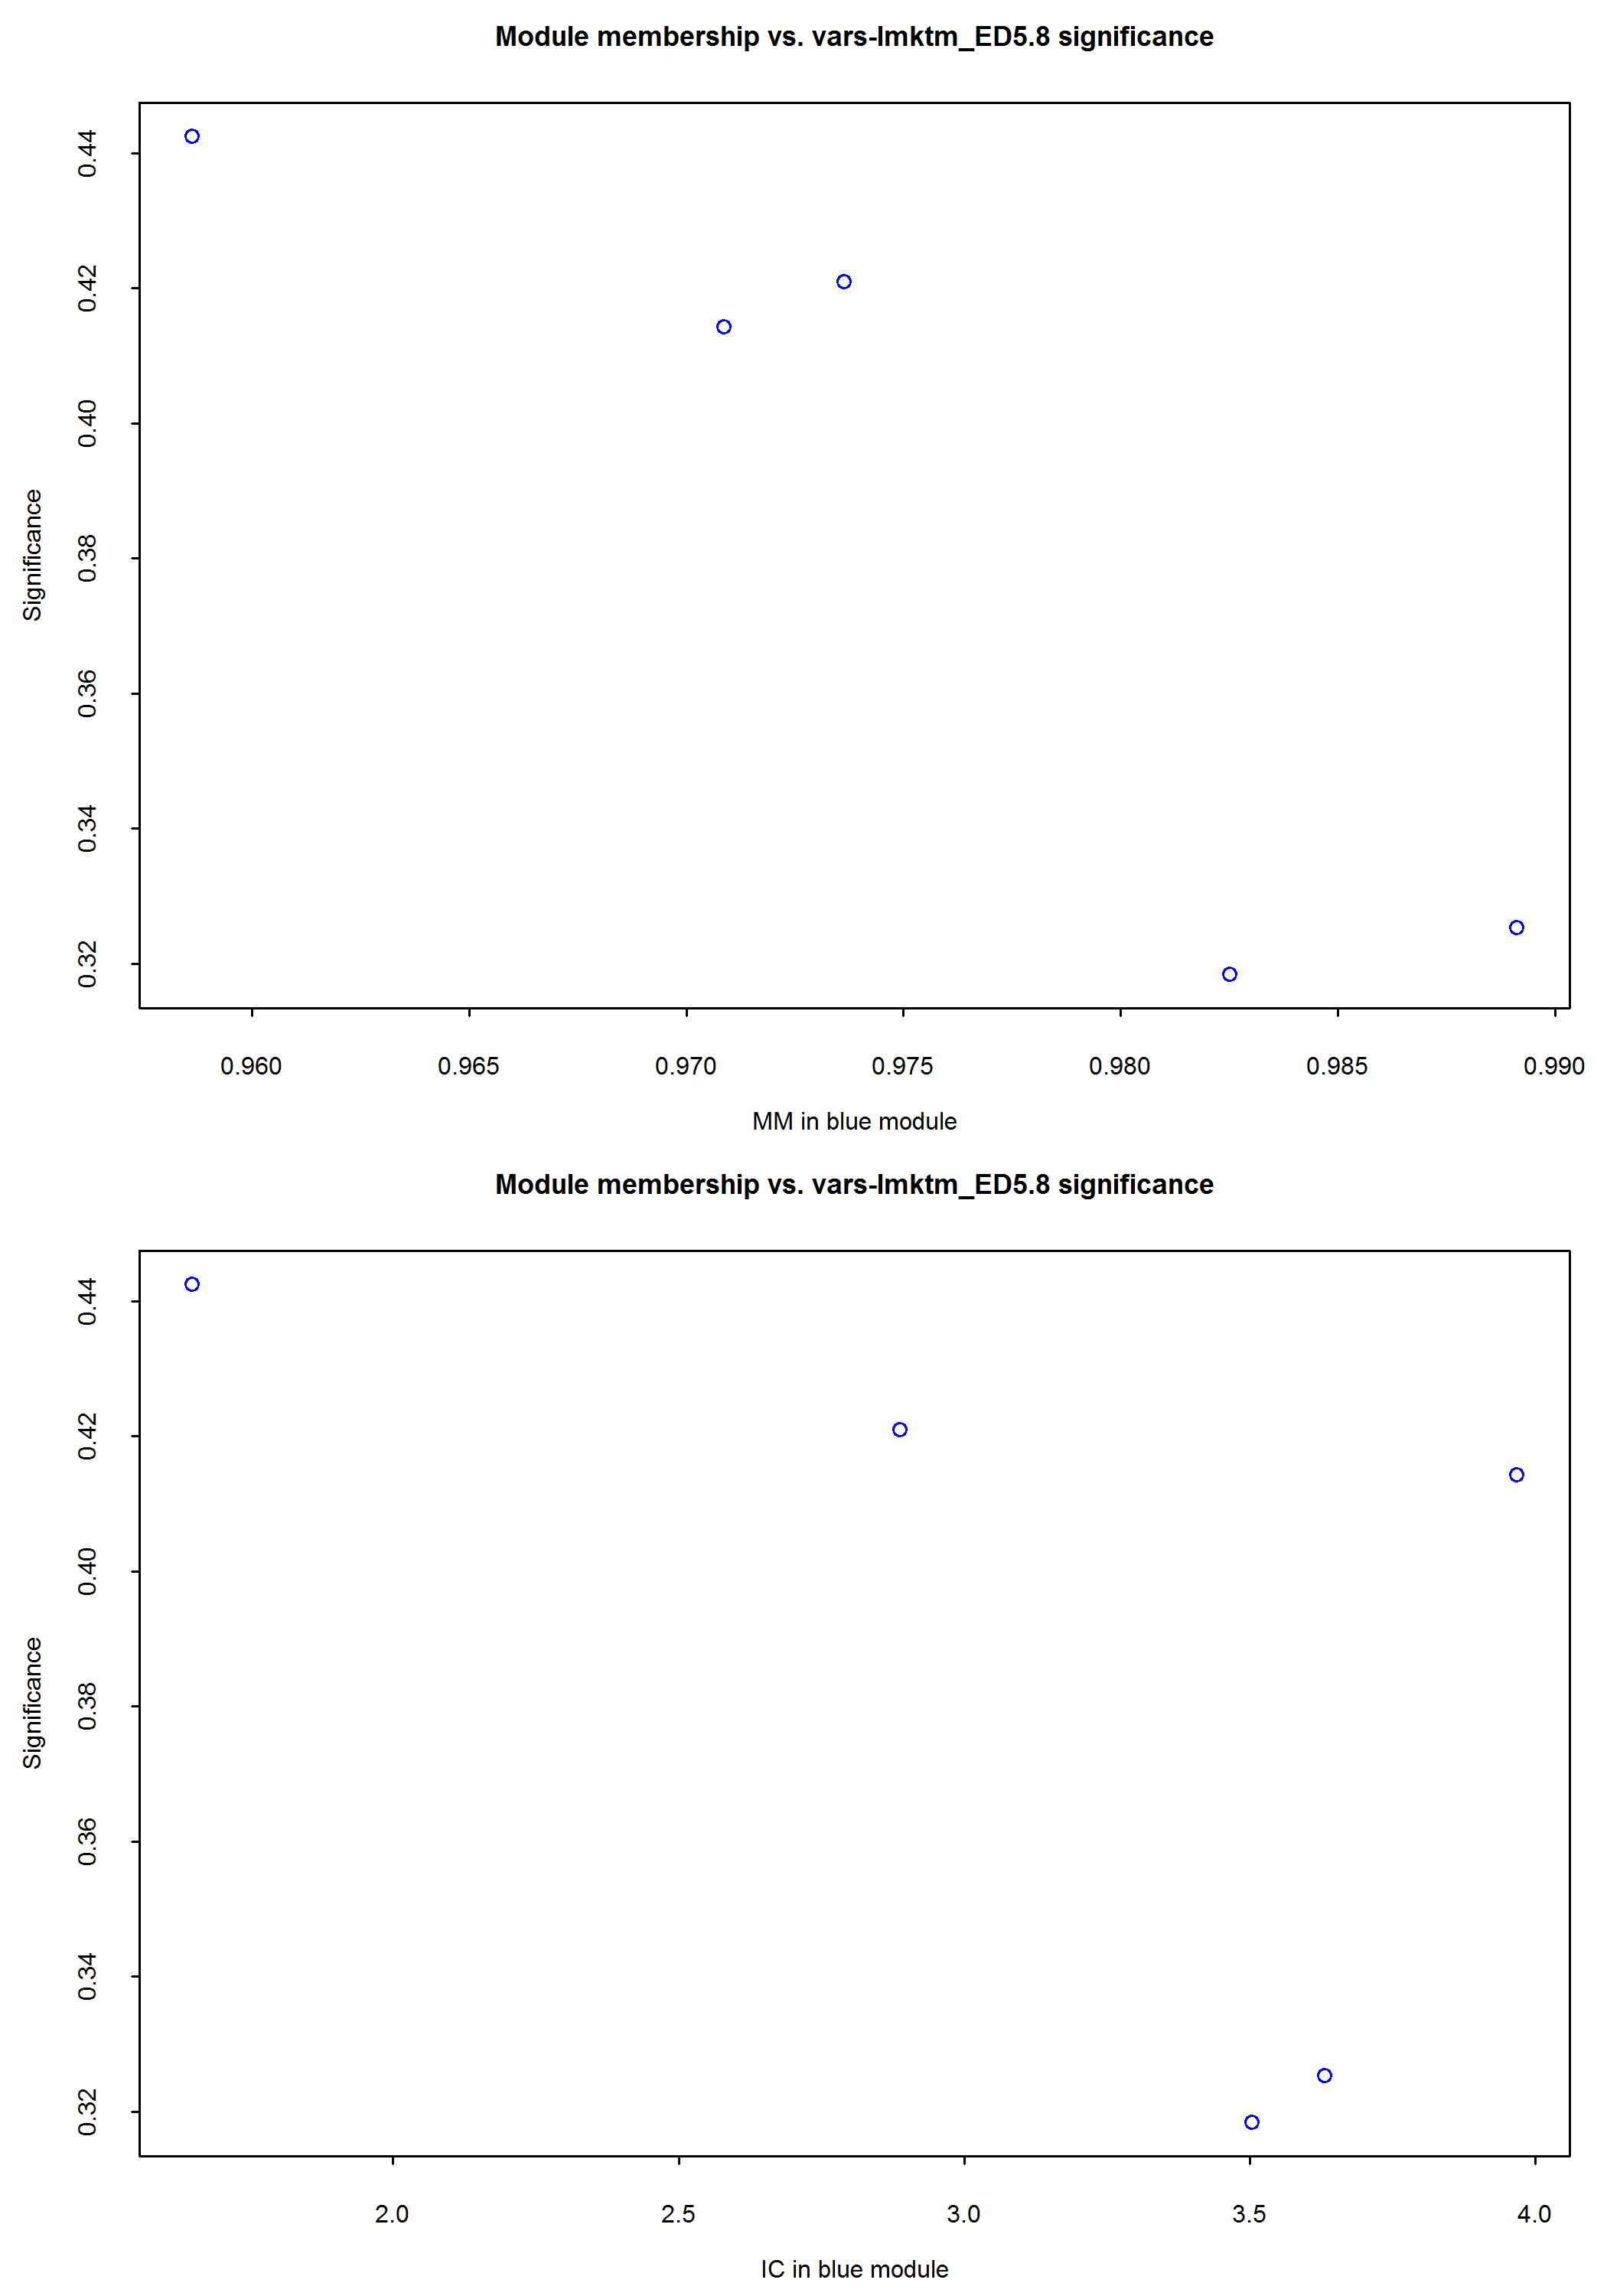 Module membership vs. vars-lmktm_ED5.8 significance
0.44
0.42
0.40
0.38
0.36
0.34
0.32
Significance
0.960 0.965 0.970 0.975 0.980 0.985 0.990
MM in blue module
Module membership vs. vars-lmktm_ED5.8 significance
0.44
0.42
0.40
0.38
0.36
0.34
0.32
Significance
2.0 2.5 3.0 3.5 4.0
IC in blue module